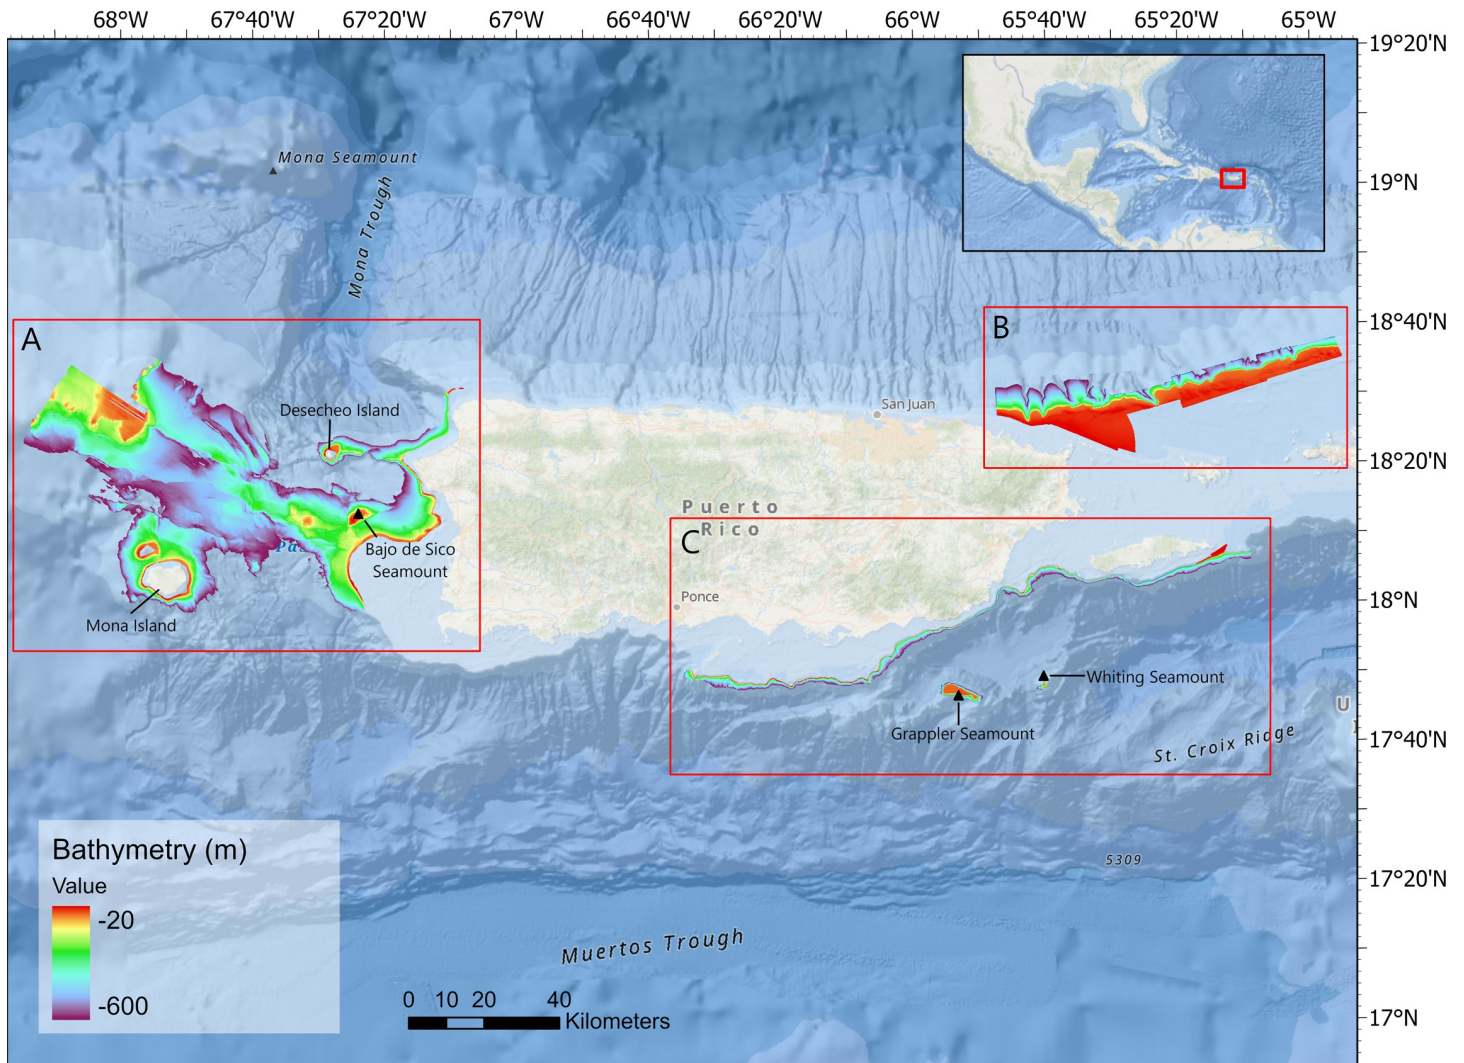 68°W 67°40'W 67°20'W 67°W 66°40'W 66°20'W 66°W 65°40'W 65°20'W 65°W
19°20'N
19°N
18°40'N
18°20'N
18°N
17°40'N
17°20'N
17°N
Mona Seamount
Mona Trough
A
Desecheo Island
Bajo de Sico
Seamount
Mona Island
B
San Juan
Puerto
Rico
C
Ponce
Whiting Seamount
Grappler Seamount
St. Croix Ridge
U
5309
Muertos Trough
Bathymetry (m)
Value
-20
-600
0 10 20 40
Kilometers